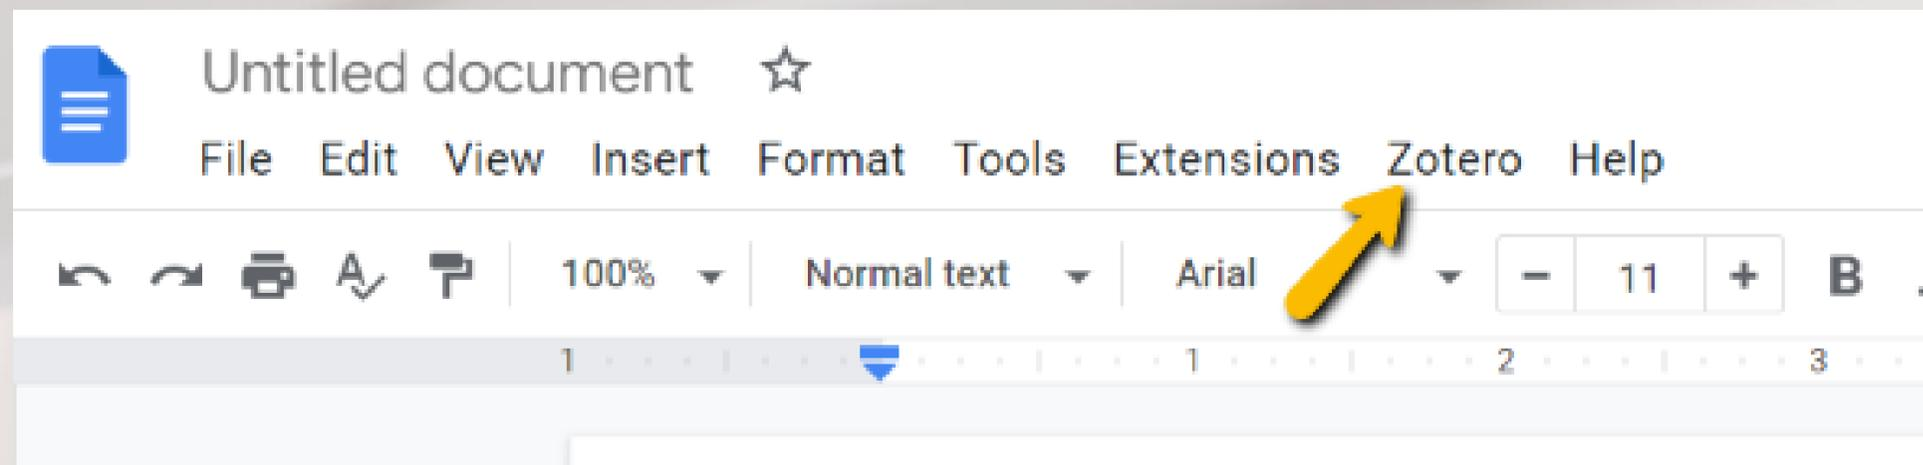 Untitled document
File Edit View Insert Format Tools Extensions Zotero Help
100% Normal text Arial 11 B
1 1 2 3